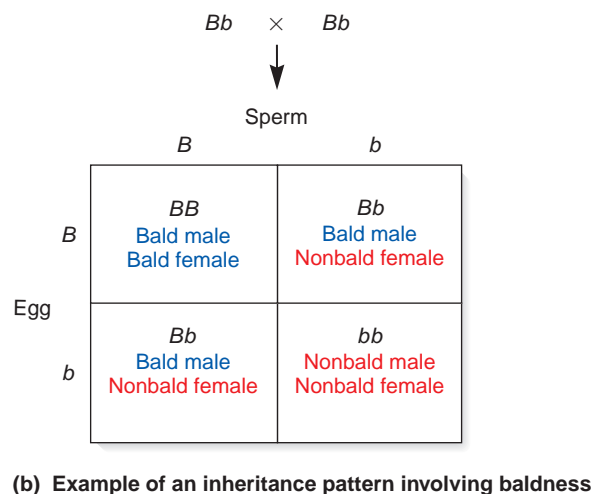 Bb × Bb
Sperm
B b
BB
Bald male
Bald female
Bb
Bald male
Nonbald female
B
Egg
Bb
Bald male
Nonbald female
bb
Nonbald male
Nonbald female
b
(b) Example of an inheritance pattern involving baldness